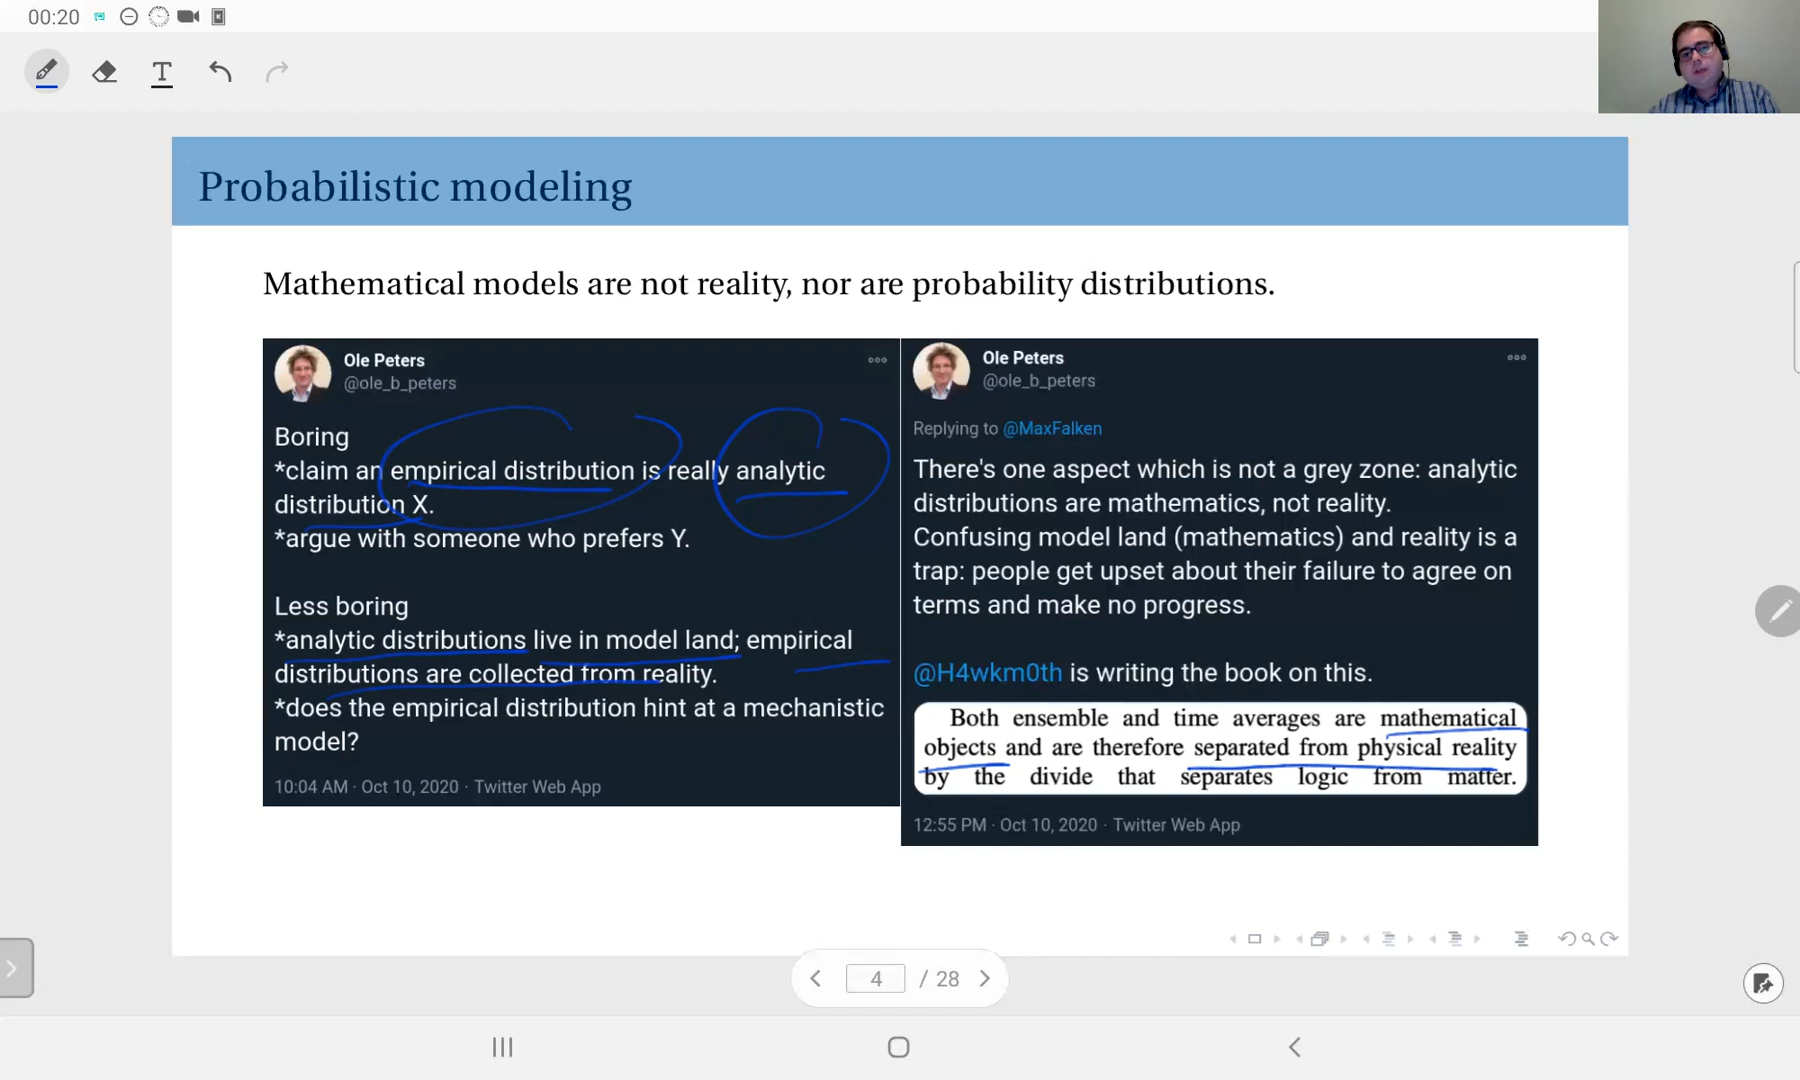 00:20
T
Probabilistic modeling
Mathematical models are not reality, nor are probability distributions.
Ole Peters
@ole_b_peters
Boring
*claim an empirical distribution is really analytic
distribution X.
*argue with someone who prefers Y.
Less boring
*analytic distributions live in model land; empirical
distributions are collected from reality.
*does the empirical distribution hint at a mechanistic
model?
10:04 AM · Oct 10, 2020 · Twitter Web App
Ole Peters
@ole_b_peters
Replying to @MaxFalken
There's one aspect which is not a grey zone: analytic
distributions are mathematics, not reality.
Confusing model land (mathematics) and reality is a
trap: people get upset about their failure to agree on
terms and make no progress.
@H4wkm0th is writing the book on this.
Both ensemble and time averages are mathematical
objects and are therefore separated from physical reality
by the divide that separates logic from matter.
12:55 PM · Oct 10, 2020 · Twitter Web App
4 / 28